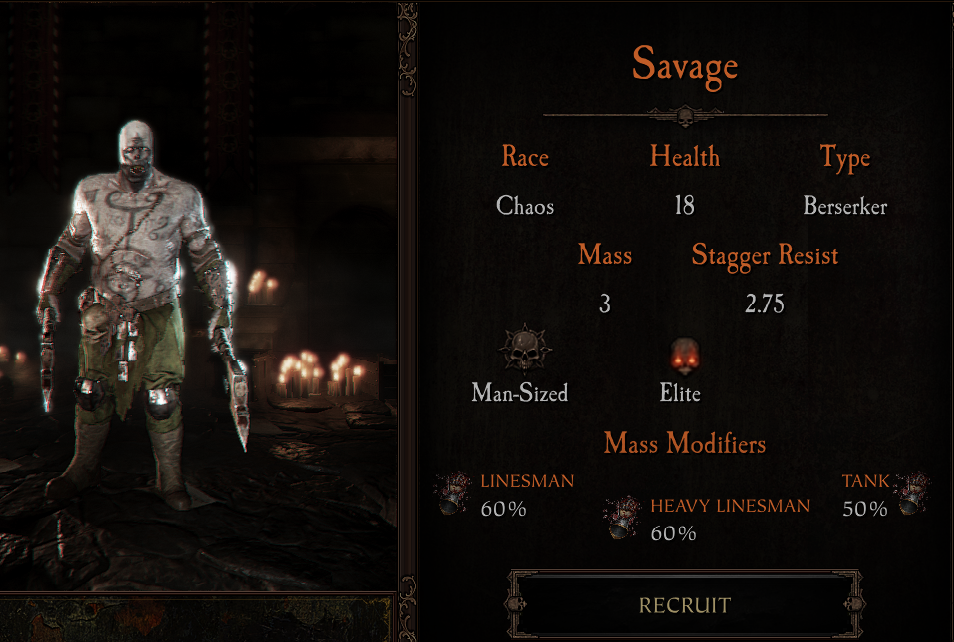 Savage
Race Health Type
Chaos 18 Berserker
Mass Stagger Resist
3 2.75
Man-Sized Elite
Mass Modifiers
LINESMAN
60%
HEAVY LINESMAN
60%
TANK
50%
RECRUIT